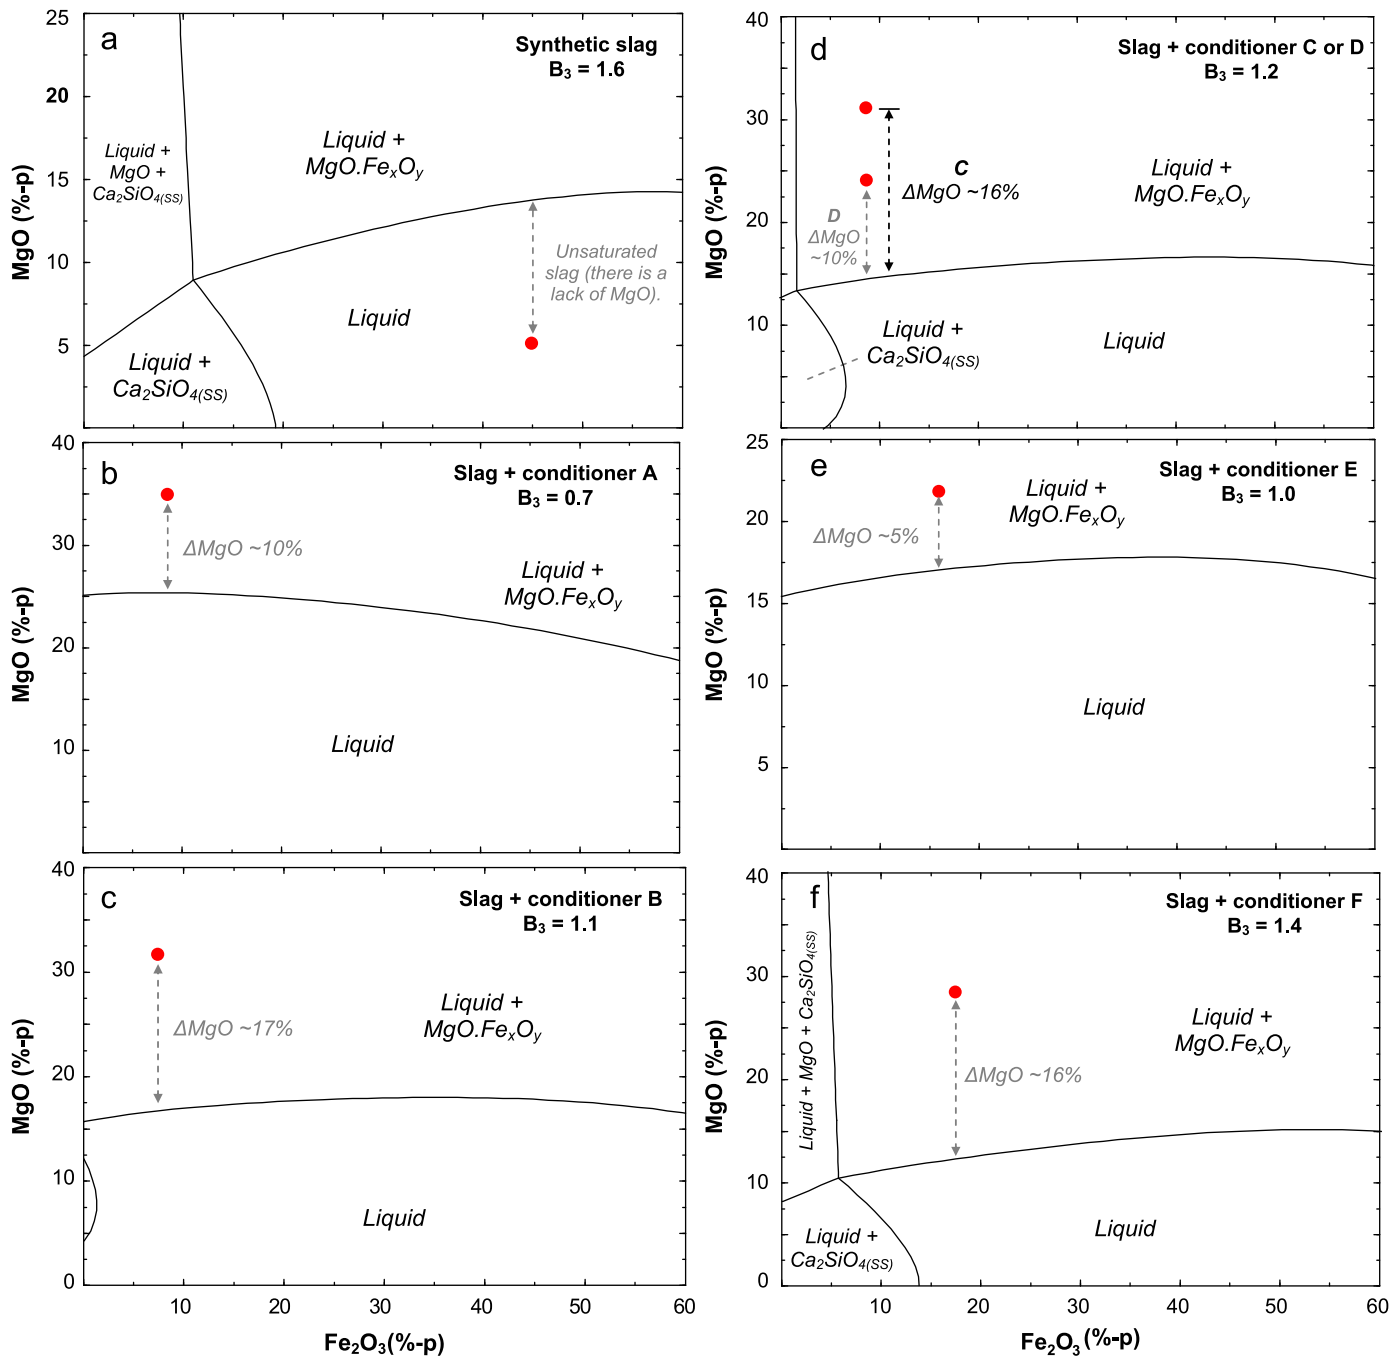 a
Synthetic slag
B3 = 1.6
25
20
15
10
5
MgO (%-p)
Liquid +
MgO +
Ca2SiO4(SS)
Liquid +
MgO.FexOy
Unsaturated
slag (there is a
lack of MgO).
Liquid
Liquid +
Ca2SiO4(SS)
b
Slag + conditioner A
B3 = 0.7
40
30
20
10
MgO (%-p)
ΔMgO ~10%
Liquid +
MgO.FexOy
Liquid
c
Slag + conditioner B
B3 = 1.1
40
30
20
10
0
MgO (%-p)
ΔMgO ~17%
Liquid +
MgO.FexOy
Liquid
10 20 30 40 50 60
Fe2O3(%-p)
d
Slag + conditioner C or D
B3 = 1.2
40
30
20
10
0
MgO (%-p)
C
ΔMgO ~16%
D
ΔMgO
~10%
Liquid +
MgO.FexOy
Liquid +
Ca2SiO4(SS)
Liquid
e
Slag + conditioner E
B3 = 1.0
25
20
15
10
5
MgO (%-p)
Liquid +
MgO.FexOy
ΔMgO ~5%
Liquid
f
Slag + conditioner F
B3 = 1.4
40
30
20
10
0
MgO (%-p)
Liquid + MgO + Ca2SiO4(SS)
Liquid +
MgO.FexOy
ΔMgO ~16%
Liquid +
Ca2SiO4(SS)
Liquid
10 20 30 40 50 60
Fe2O3 (%-p)